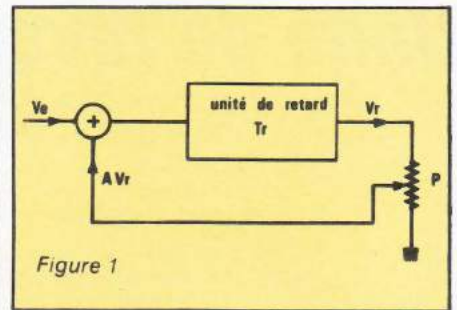 Ve
+
unité de retard
Tr
Vr
A Vr
P
Figure 1